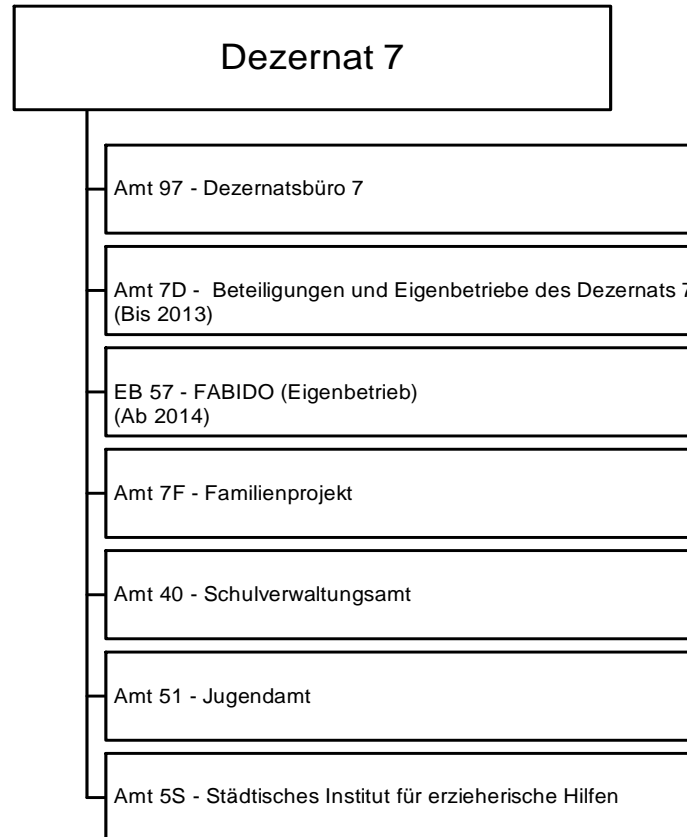 Dezernat 7
Amt 97 - Dezernatsbüro 7
Amt 7D -  Beteiligungen und Eigenbetriebe des Dezernats 7
(Bis 2013)
EB 57 - FABIDO (Eigenbetrieb)
(Ab 2014)
Amt 7F - Familienprojekt
Amt 40 - Schulverwaltungsamt
Amt 51 - Jugendamt
Amt 5S - Städtisches Institut für erzieherische Hilfen